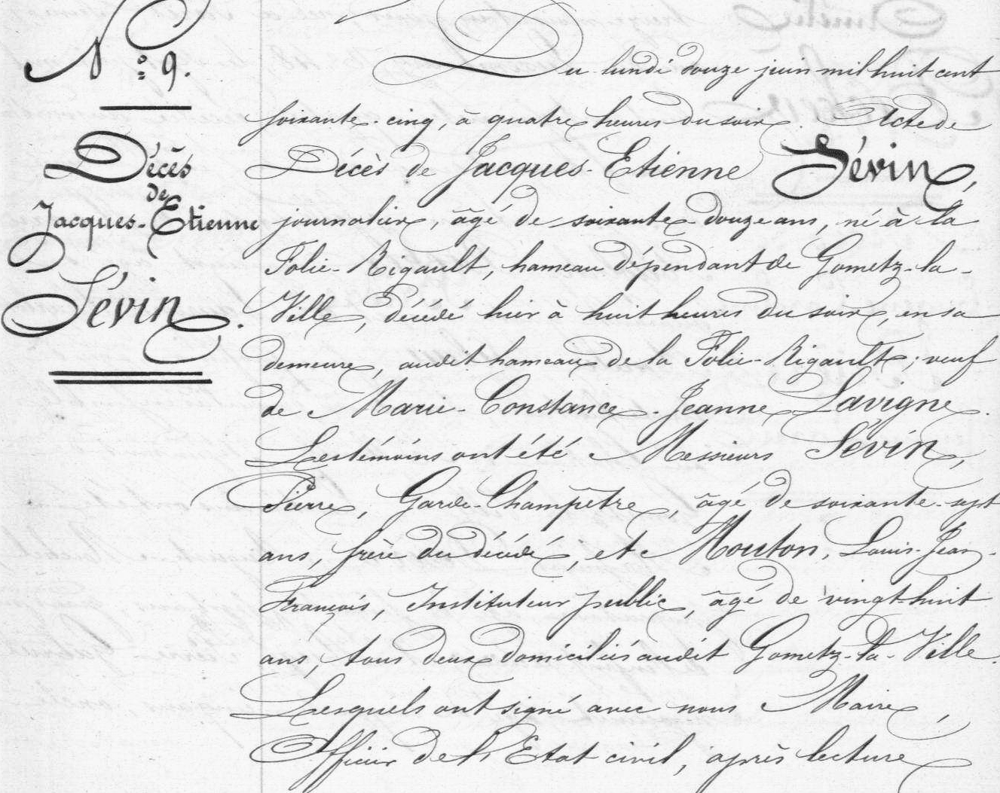 N° 9.
Décès
de
Jacques-Etienne
Sévin.
Du lundi douze juin mil huit cent
soixante-cinq, à quatre heures du soir. Acte de
Décès de Jacques-Etienne Sévin,
journalier, âgé de soixante-douze ans, né à la
Folie-Rigault, hameau dépendant de Gometz-la-
Ville, décédé hier à huit heures du soir, en sa
demeure, audit hameau de la Folie-Rigault; veuf
de Marie-Constance-Jeanne Lavigne.
Les témoins ont été Messieurs Sévin,
Pierre, Garde-Champêtre, âgé de soixante-sept
ans, frère du décédé, et Mouton, Louis-Jean-
François, Instituteur public, âgé de vingt-huit
ans, tous deux domiciliés audit Gometz-la-Ville.
Lesquels ont signé avec nous Maire,
Officier de l'Etat civil, après lecture